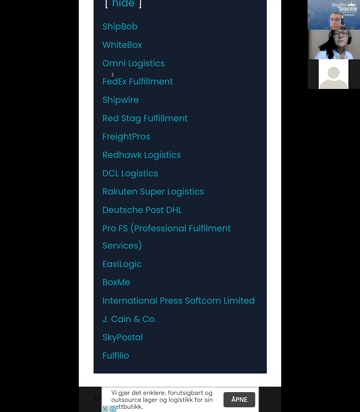 [ hide ]
ShipBob
WhiteBox
Omni Logistics
FedEx Fulfillment
Shipwire
Red Stag Fulfillment
FreightPros
Redhawk Logistics
DCL Logistics
Rakuten Super Logistics
Deutsche Post DHL
Pro FS (Professional Fulfilment
Services)
EasiLogic
BoxMe
International Press Softcom Limited
J. Cain & Co.
SkyPostal
Fulfilio
Vi gjør det enklere, forutsigbart og
outsource lager og logistikk for sin
nettbutikk.
ÅPNE